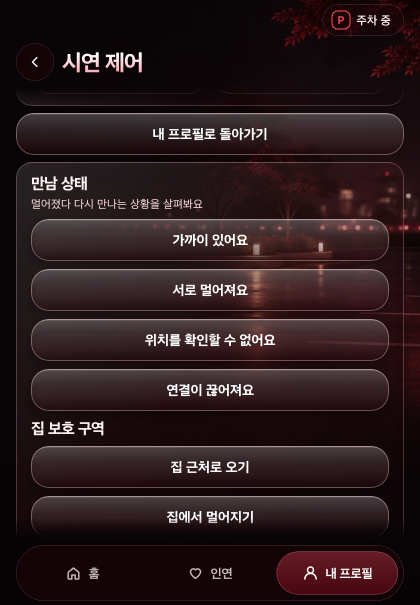 P 주차 중
시연 제어
내 프로필로 돌아가기
만남 상태
멀어졌다 다시 만나는 상황을 살펴봐요
가까이 있어요
서로 멀어져요
위치를 확인할 수 없어요
연결이 끊어져요
집 보호 구역
집 근처로 오기
집에서 멀어지기
홈 인연 내 프로필